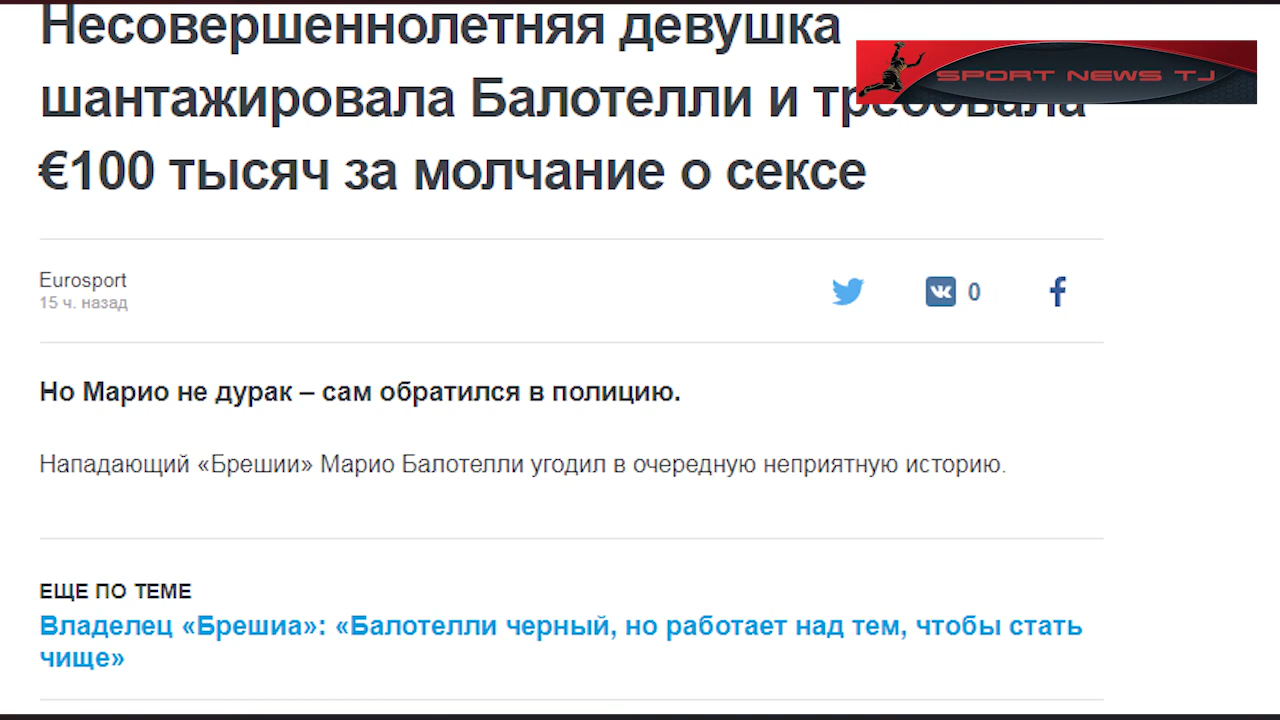 Несовершеннолетняя девушка
SPORT NEWS TJ
шантажировала Балотелли и требовала
€100 тысяч за молчание о сексе
Eurosport
15 ч. назад
0
Но Марио не дурак – сам обратился в полицию.
Нападающий «Брешии» Марио Балотелли угодил в очередную неприятную историю.
ЕЩЕ ПО ТЕМЕ
Владелец «Брешиа»: «Балотелли черный, но работает над тем, чтобы стать
чище»